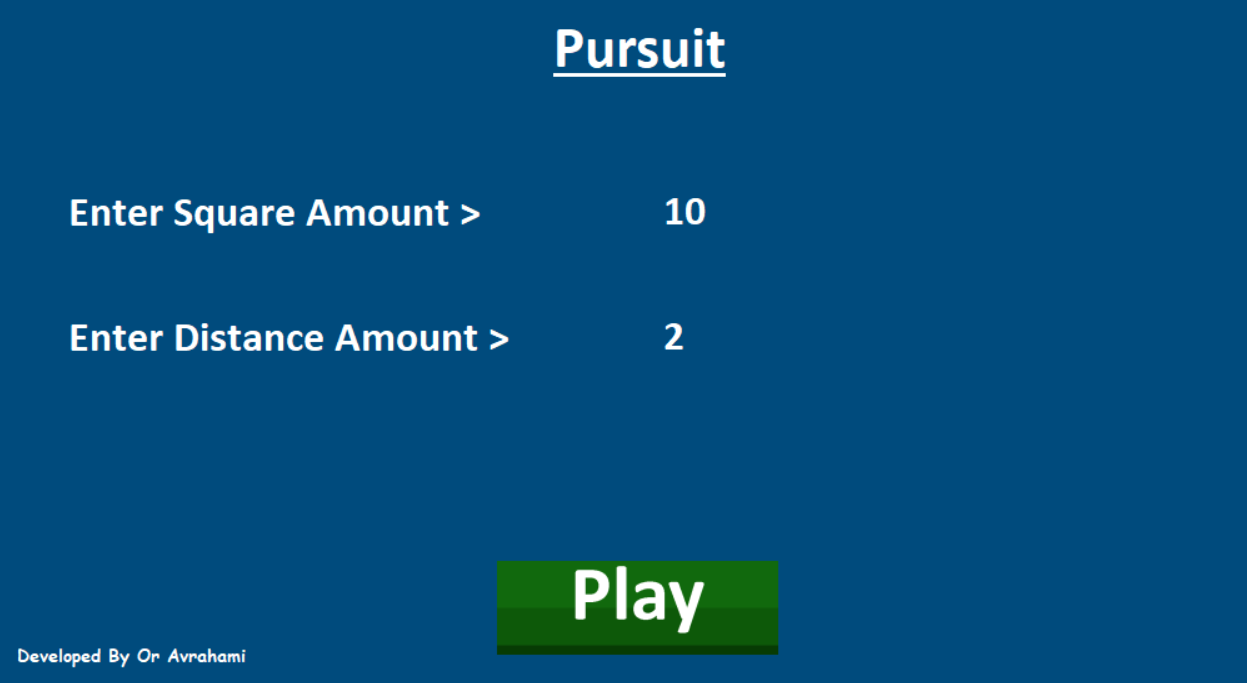 Pursuit
Enter Square Amount > 10
Enter Distance Amount > 2
Play
Developed By Or Avrahami